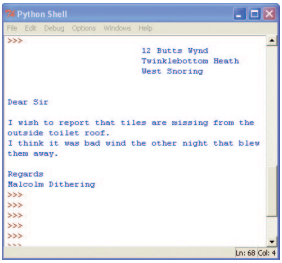 Python Shell
File Edit Debug Options Windows Help
>>>
12 Butts Wynd
Twinklebottom Heath
West Snoring
Dear Sir
I wish to report that tiles are missing from the
outside toilet roof.
I think it was bad wind the other night that blew
them away.
Regards
Malcolm Dithering
>>>
>>>
>>>
>>>
>>>
>>>
Ln: 68 Col: 4